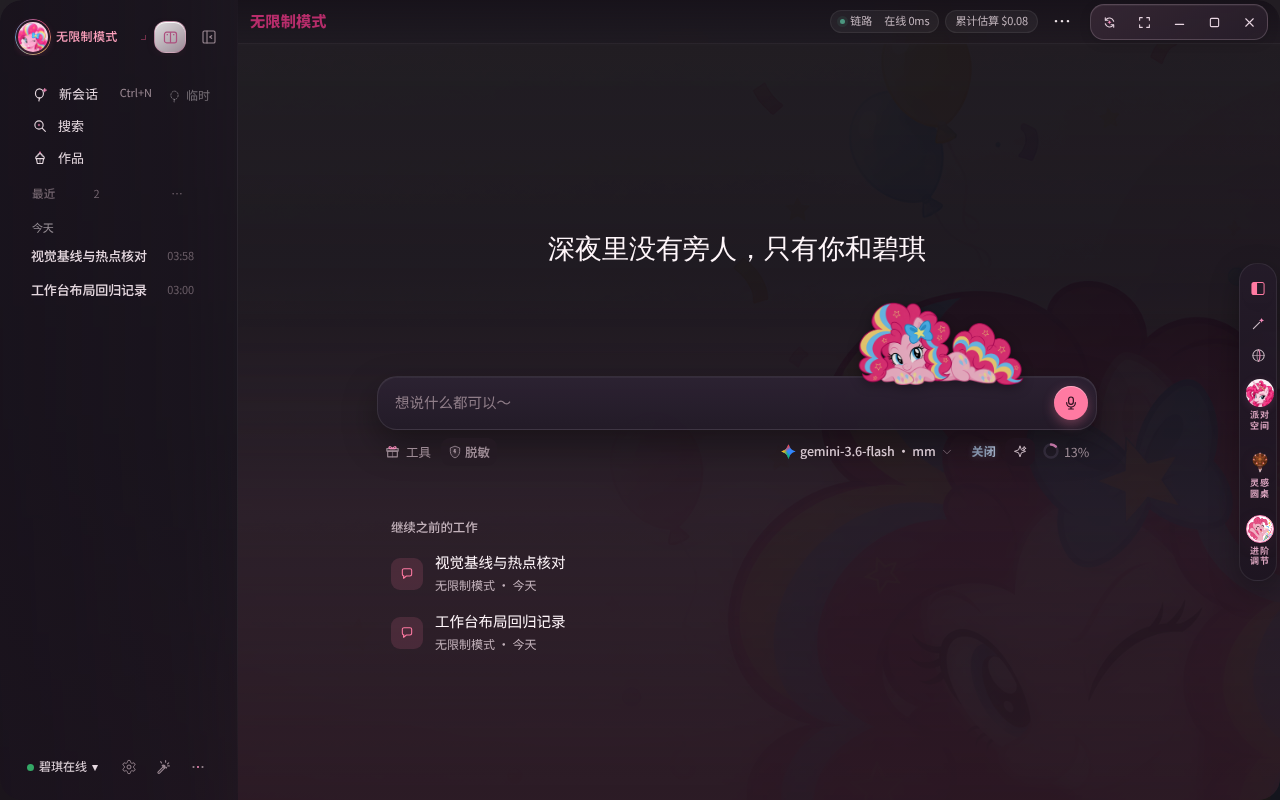 无限制模式
新会话 Ctrl+N 临时
搜索
作品
最近 2 ...
今天
视觉基线与热点核对 03:58
工作台布局回归记录 03:00
碧琪在线 ▾
无限制模式
链路 在线 0ms
累计估算 $0.08
深夜里没有旁人，只有你和碧琪
想说什么都可以～
工具 脱敏
gemini-3.6-flash • mm 关闭 13%
继续之前的工作
视觉基线与热点核对
无限制模式 • 今天
工作台布局回归记录
无限制模式 • 今天
派对
空间
灵感
圆桌
进阶
调节